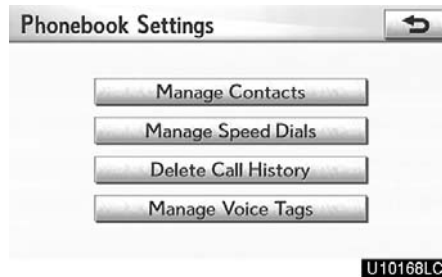 Phonebook Settings
Manage Contacts
Manage Speed Dials
Delete Call History
Manage Voice Tags
U10168LC